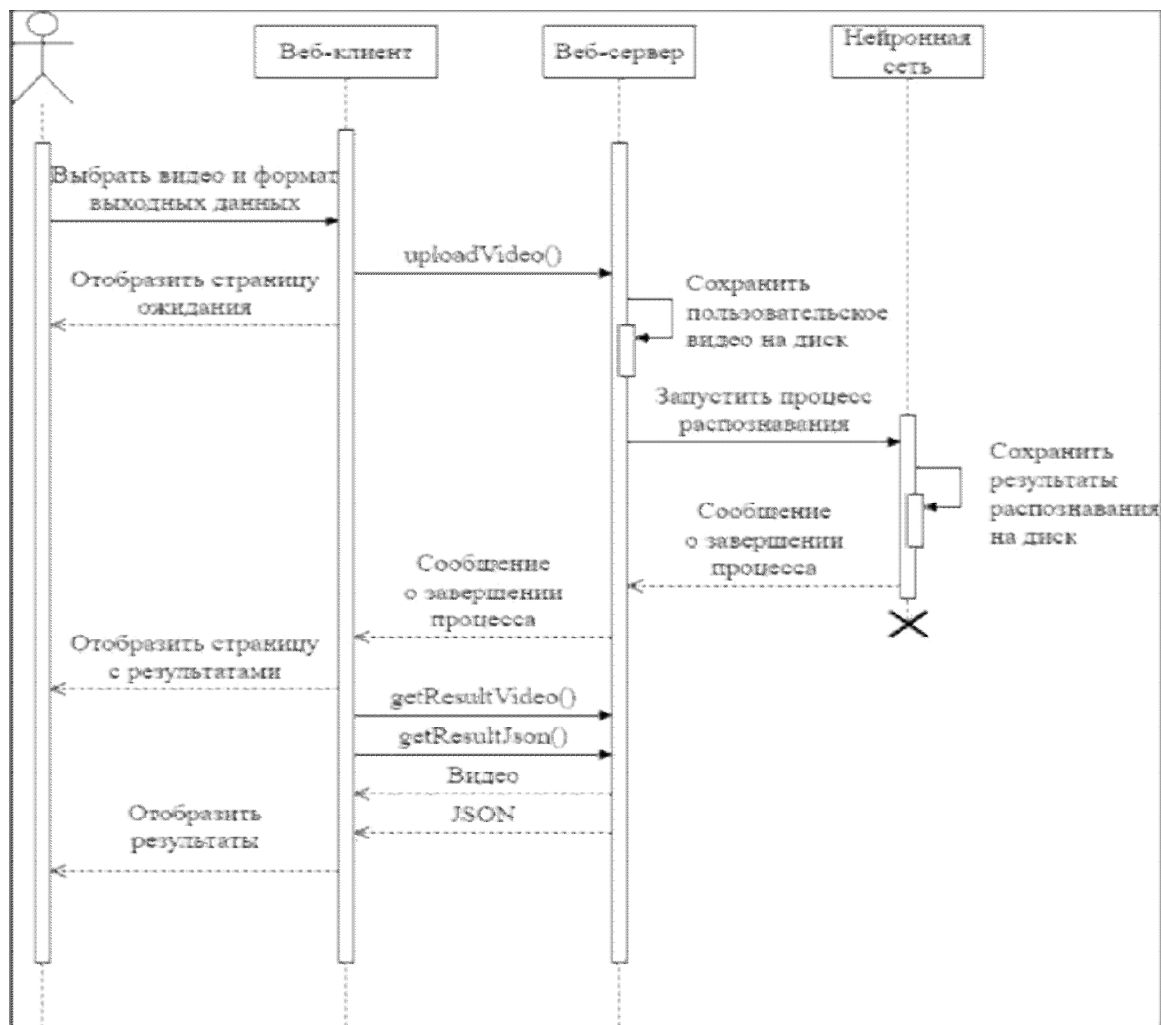 Веб-клиент
Веб-сервер
Нейронная
сеть
Выбрать видео и формат
выходных данных
uploadVideo()
Отобразить страницу
ожидания
Сохранить
пользовательское
видео на диск
Запустить процесс
распознавания
Сохранить
результаты
распознавания
на диск
Сообщение
о завершении
процесса
Сообщение
о завершении
процесса
Отобразить страницу
с результатами
getResultVideo()
getResultJson()
Видео
JSON
Отобразить
результаты